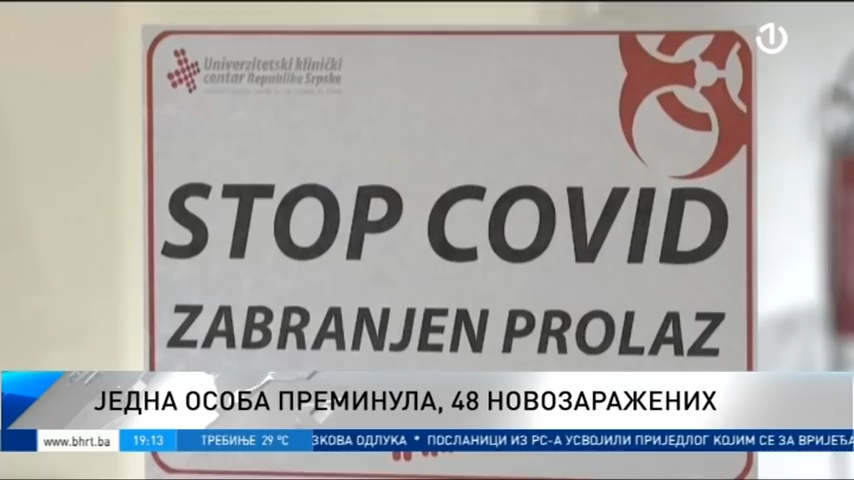 Univerzitetski klinički
centar Republike Srpske
STOP COVID
ZABRANJEN PROLAZ
ЈЕДНА ОСОБА ПРЕМИНУЛА, 48 НОВОЗАРАЖЕНИХ
www.bhrt.ba 19:13 ТРЕБИЊЕ 29 °C ЗКОВА ОДЛУКА * ПОСЛАНИЦИ ИЗ РС-А УСВОЈИЛИ ПРИЈЕДЛОГ КОЈИМ СЕ ЗА ВРИЈЕЂА